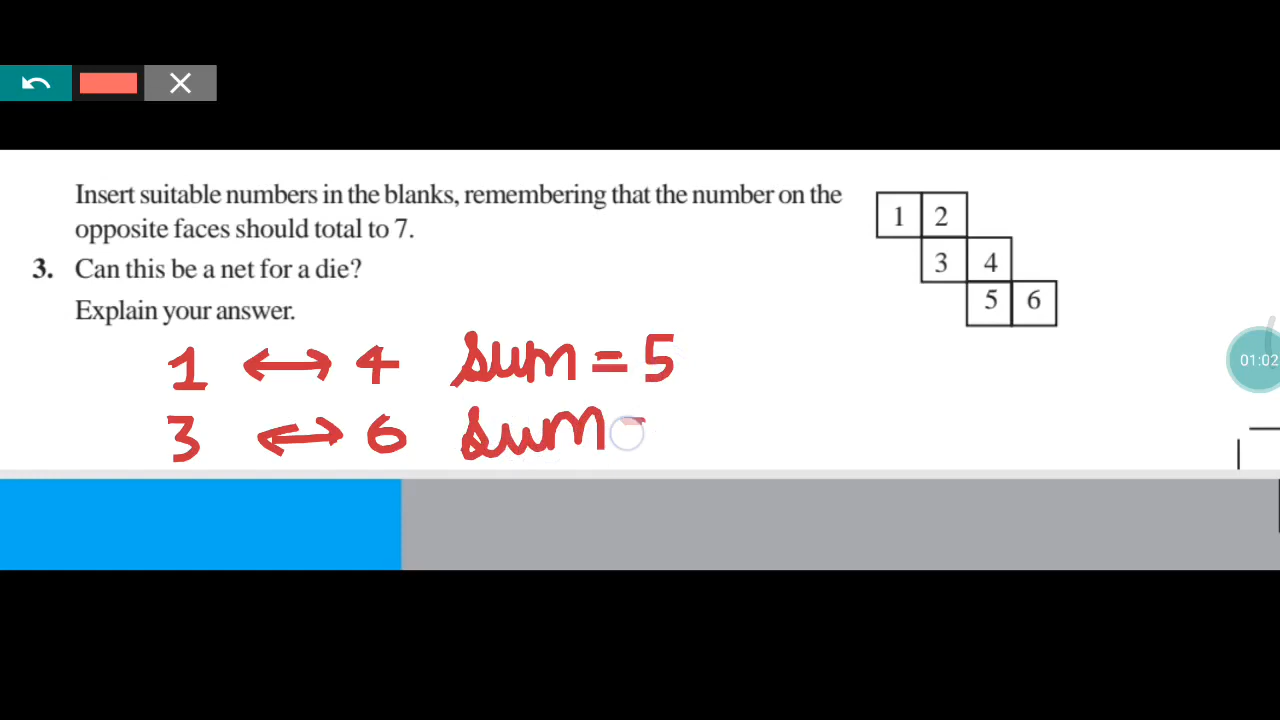 Insert suitable numbers in the blanks, remembering that the number on the
opposite faces should total to 7.
1 2
3. Can this be a net for a die?
3 4
Explain your answer.
5 6
1 ↔ 4 Sum = 5
01:02
3 ↔ 6 Sum